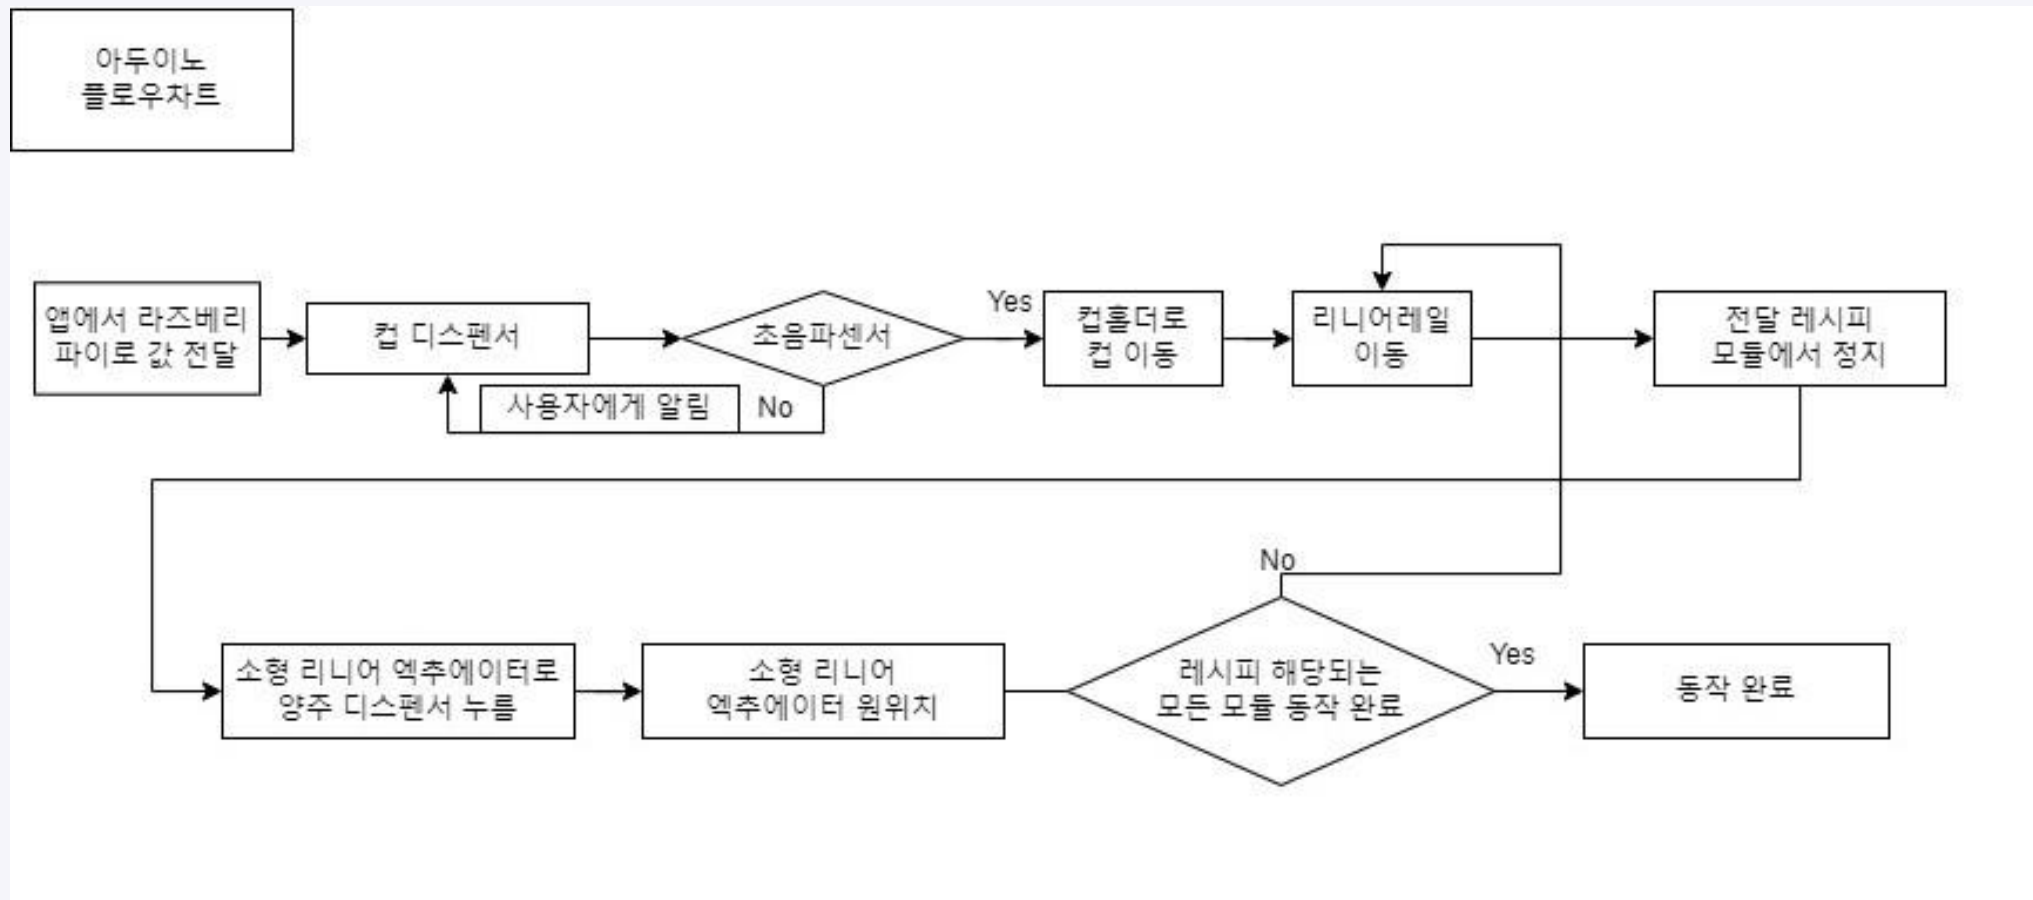 아두이노
플로우차트
앱에서 라즈베리
파이로 값 전달
컵 디스펜서
초음파센서
Yes
컵홀더로
컵 이동
리니어레일
이동
전달 레시피
모듈에서 정지
사용자에게 알림
No
소형 리니어 엑추에이터로
양주 디스펜서 누름
소형 리니어
엑추에이터 원위치
No
레시피 해당되는
모든 모듈 동작 완료
Yes
동작 완료